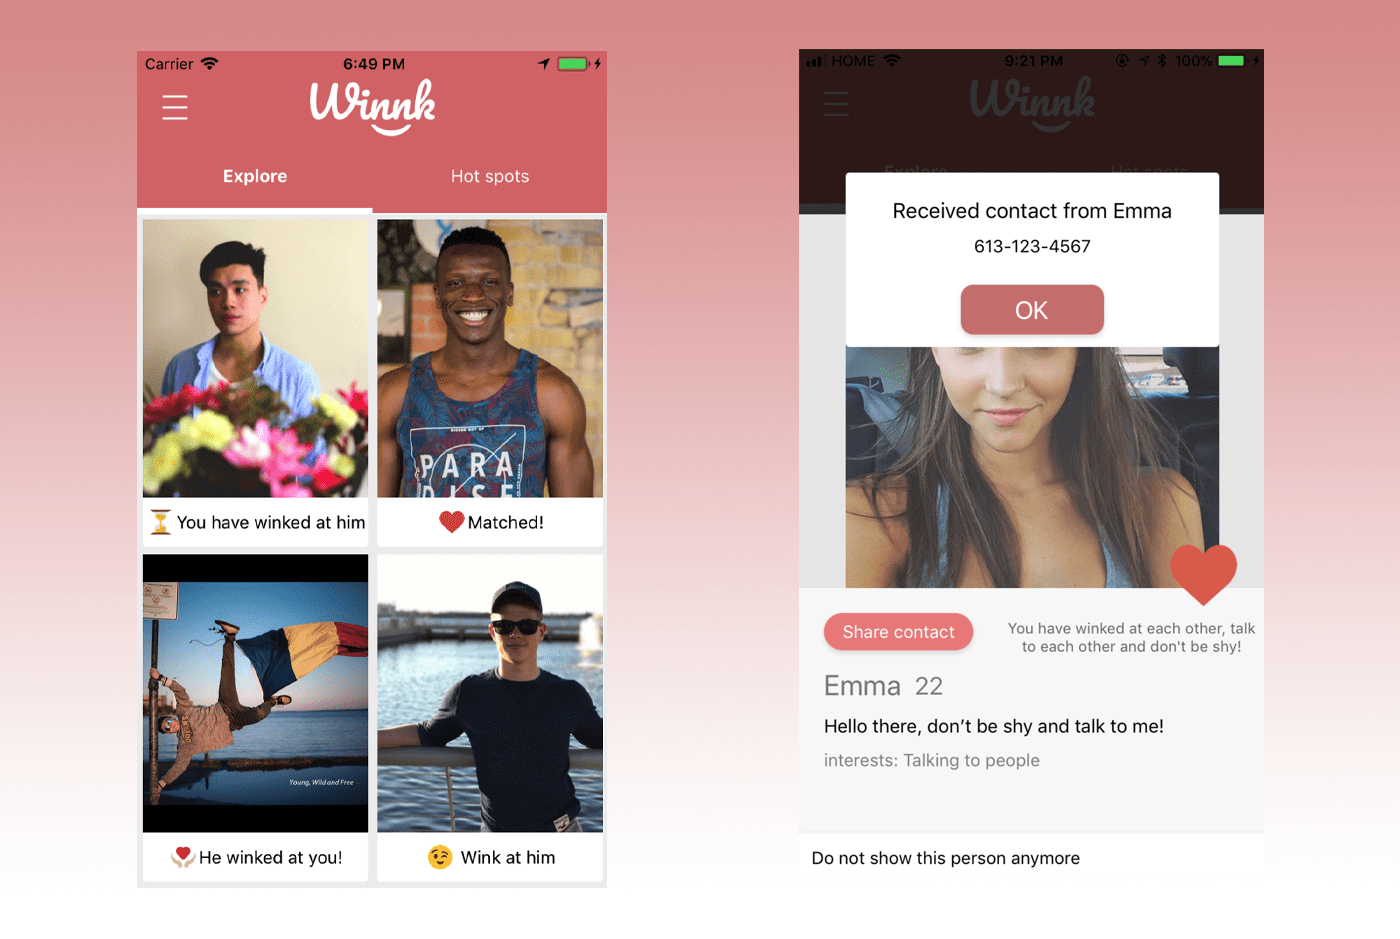 Carrier
6:49 PM
Winnk
Explore
Hot spots
RISING OUT OF
PARA
DISE
You have winked at him
Matched!
Young, Wild and Free
He winked at you!
Wink at him
HOME
9:21 PM
100%
Winnk
Explore
Hot spots
Received contact from Emma
613-123-4567
OK
Share contact
You have winked at each other, talk
to each other and don't be shy!
Emma 22
Hello there, don’t be shy and talk to me!
interests: Talking to people
Do not show this person anymore